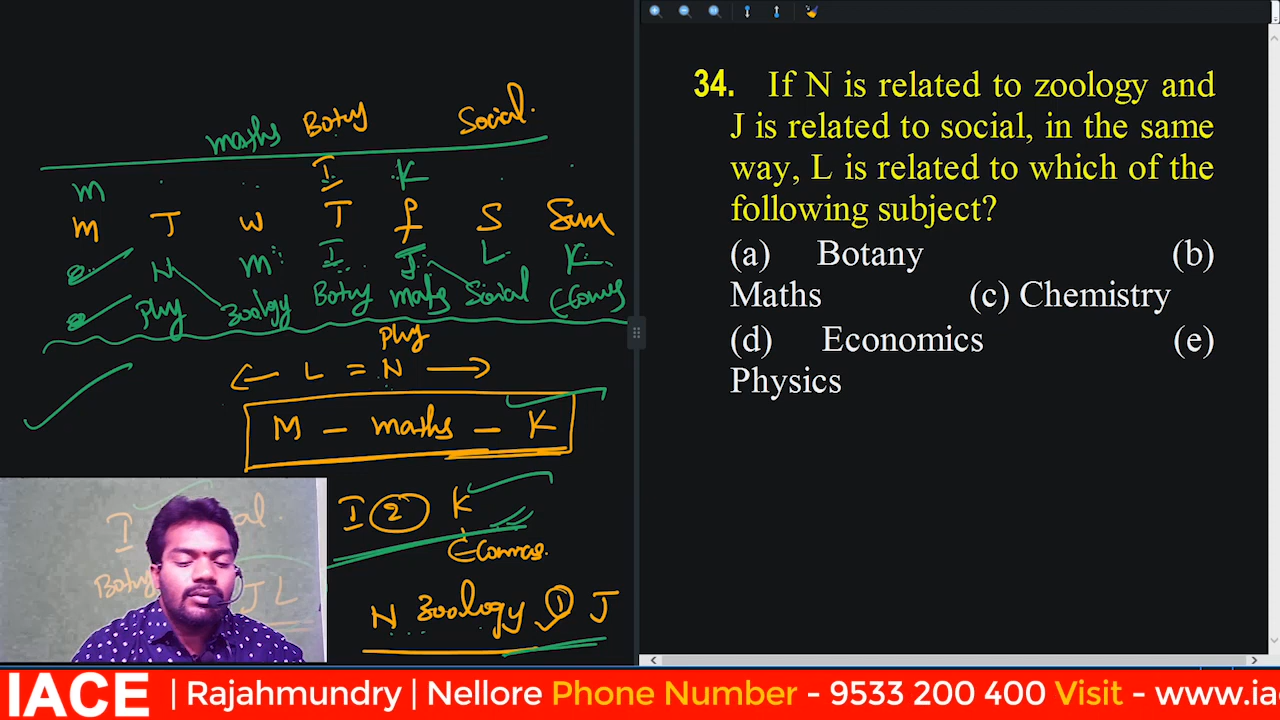 maths Botny Social.
I K
M
M T W T f S Sun
N M I J L K
Phy Zoology Botny maths Social
Phy
L = N
M - maths - K
I 2 K
N Zoology 1 J
J L
34. If N is related to zoology and
J is related to social, in the same
way, L is related to which of the
following subject?
(a) Botany (b)
Maths (c) Chemistry
(d) Economics (e)
Physics
IACE | Rajahmundry | Nellore Phone Number - 9533 200 400 Visit - www.ia